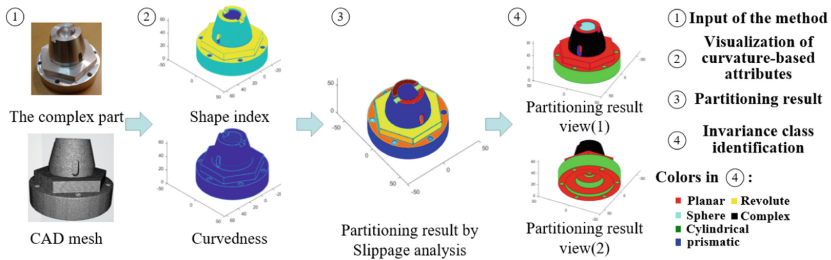 1
2
3
4
The complex part
CAD mesh
Shape index
Curvedness
Partitioning result by
Slippage analysis
Partitioning result
view(1)
Partitioning result
view(2)
1 Input of the method
2 Visualization of
curvature-based
attributes
3 Partitioning result
4 Invariance class
identification
Colors in 4 :
Planar Revolute
Sphere Complex
Cylindrical
prismatic